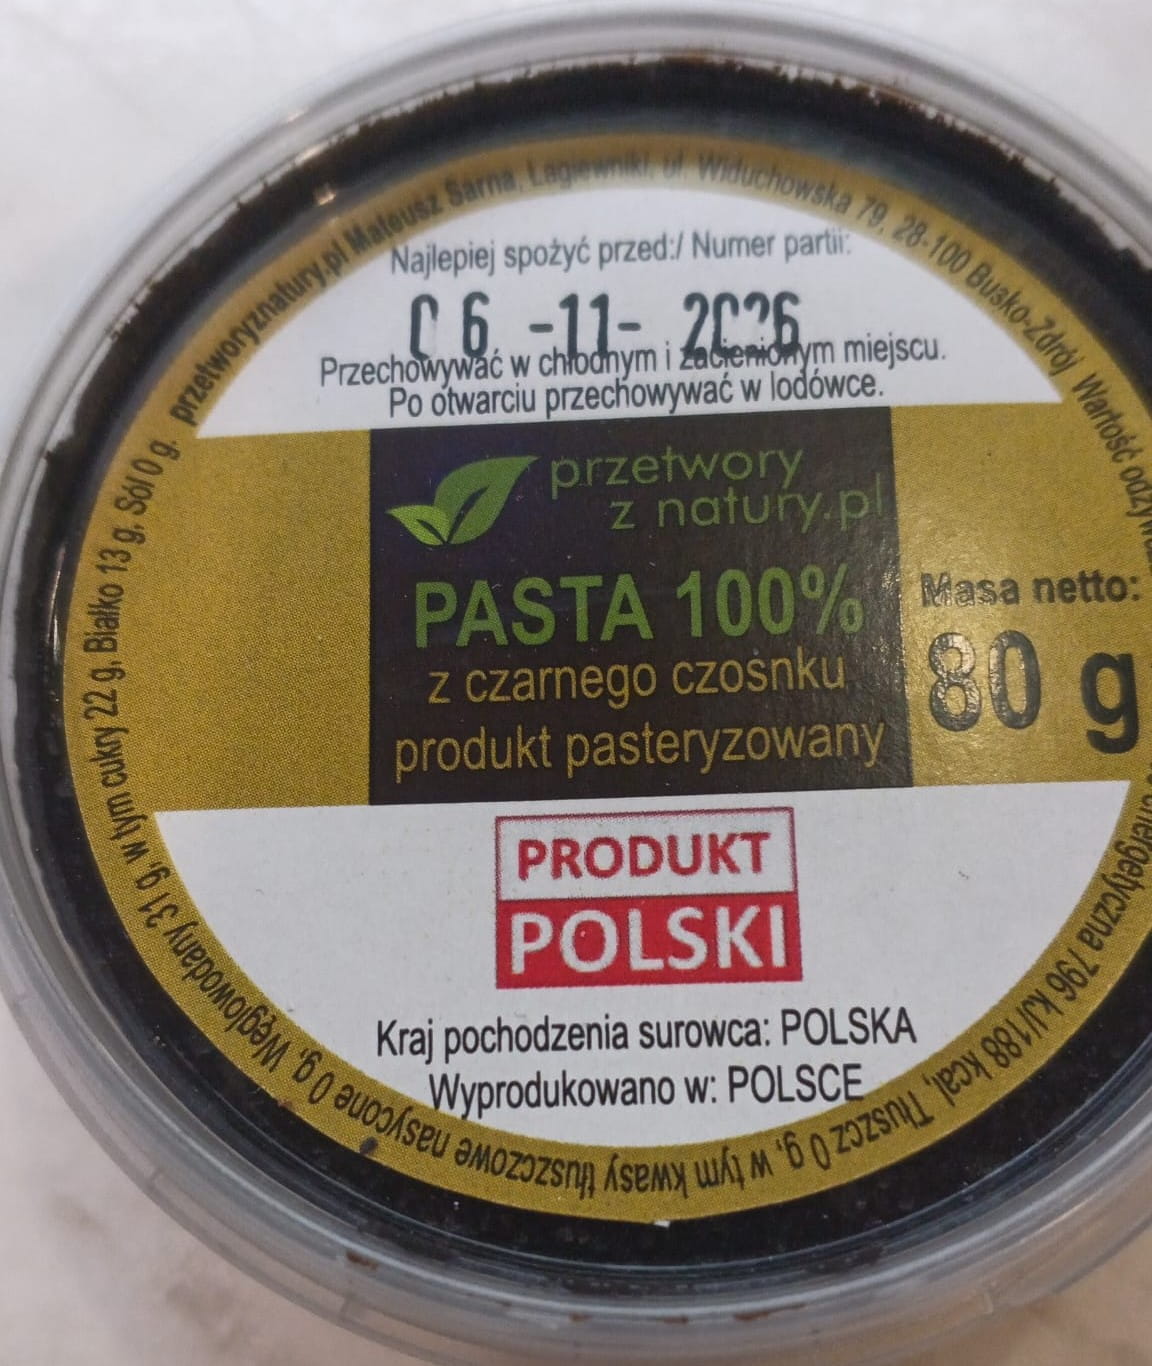 Najlepiej spożyć przed:/ Numer partii:
06 -11- 2026
Przechowywać w chłodnym i zacienionym miejscu.
Po otwarciu przechowywać w lodówce.
przetwory
z natury.pl
PASTA 100%
z czarnego czosnku
produkt pasteryzowany
Masa netto:
80 g
PRODUKT
POLSKI
Kraj pochodzenia surowca: POLSKA
Wyprodukowano w: POLSCE
przetworyznatury.pl Mateusz Sarna, Łagiewniki, ul. Widuchowska 79, 28-100 Busko-Zdrój Wartość energetyczna 796 kJ/188 kcal, Tłuszcz 0 g, w tym kwasy tłuszczowe nasycone 0 g, Węglowodany 31 g, w tym cukry 22 g, Białko 13 g, Sól 0 g.